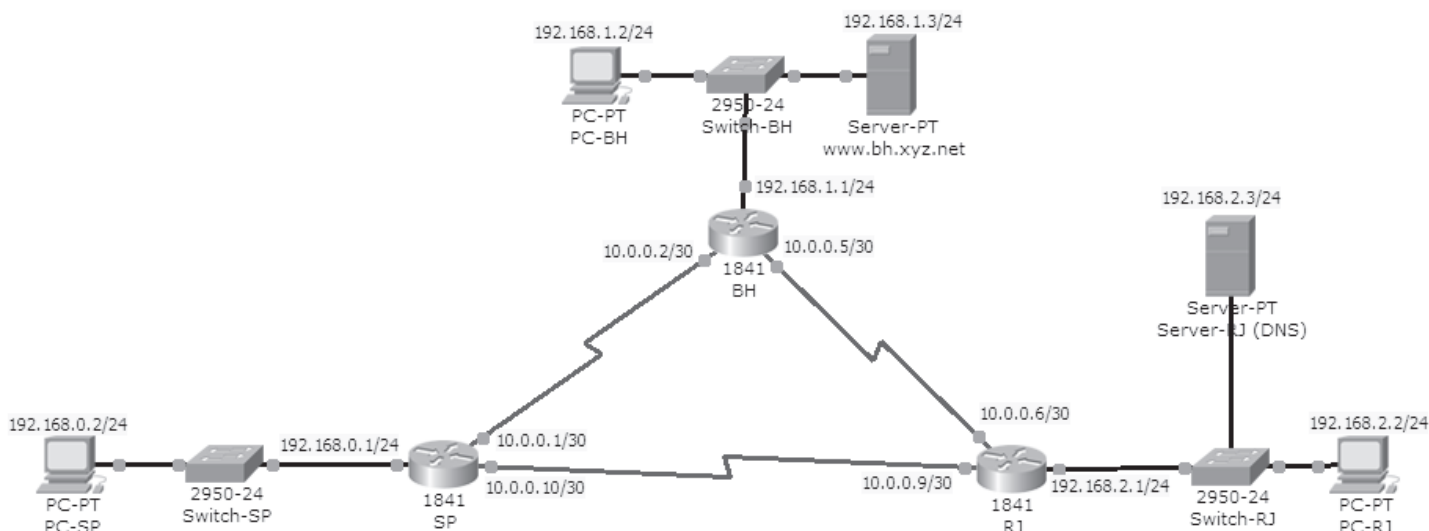 192.168.1.3/24
192.168.1.2/24
2950-24
Switch-BH
PC-PT
PC-BH
Server-PT
www.bh.xyz.net
192.168.1.1/24
192.168.2.3/24
10.0.0.2/30
10.0.0.5/30
1841
BH
Server-PT
Server-RJ (DNS)
10.0.0.6/30
192.168.0.2/24
192.168.0.1/24
10.0.0.1/30
192.168.2.2/24
10.0.0.10/30
10.0.0.9/30
192.168.2.1/24
PC-PT
PC-SP
2950-24
Switch-SP
1841
SP
1841
RJ
2950-24
Switch-RJ
PC-PT
PC-RJ